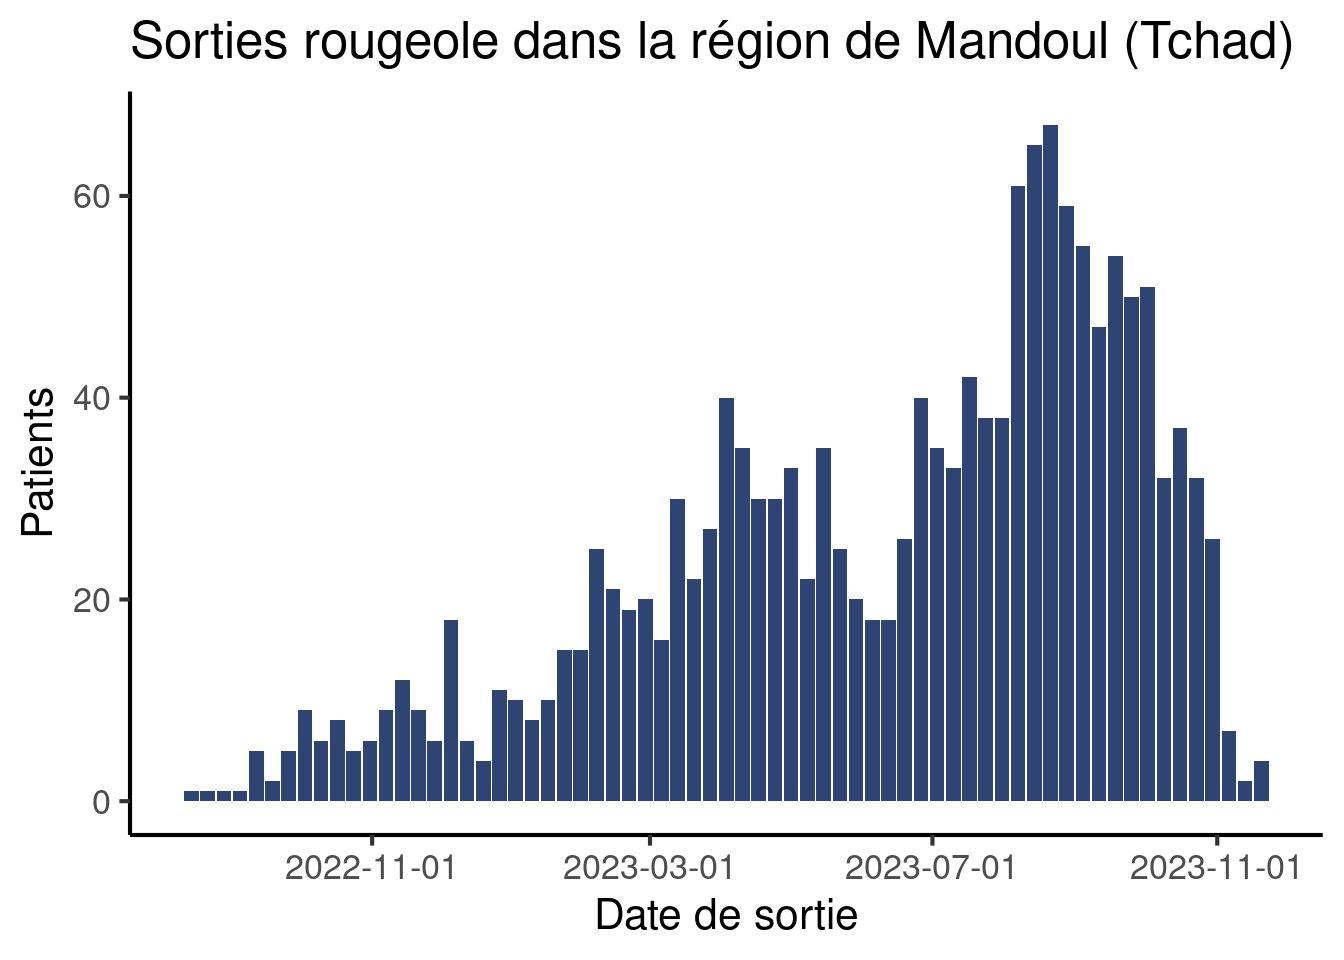 Sorties rougeole dans la région de Mandoul (Tchad)
Patients
60
40
20
0
2022-11-01
2023-03-01
2023-07-01
2023-11-01
Date de sortie